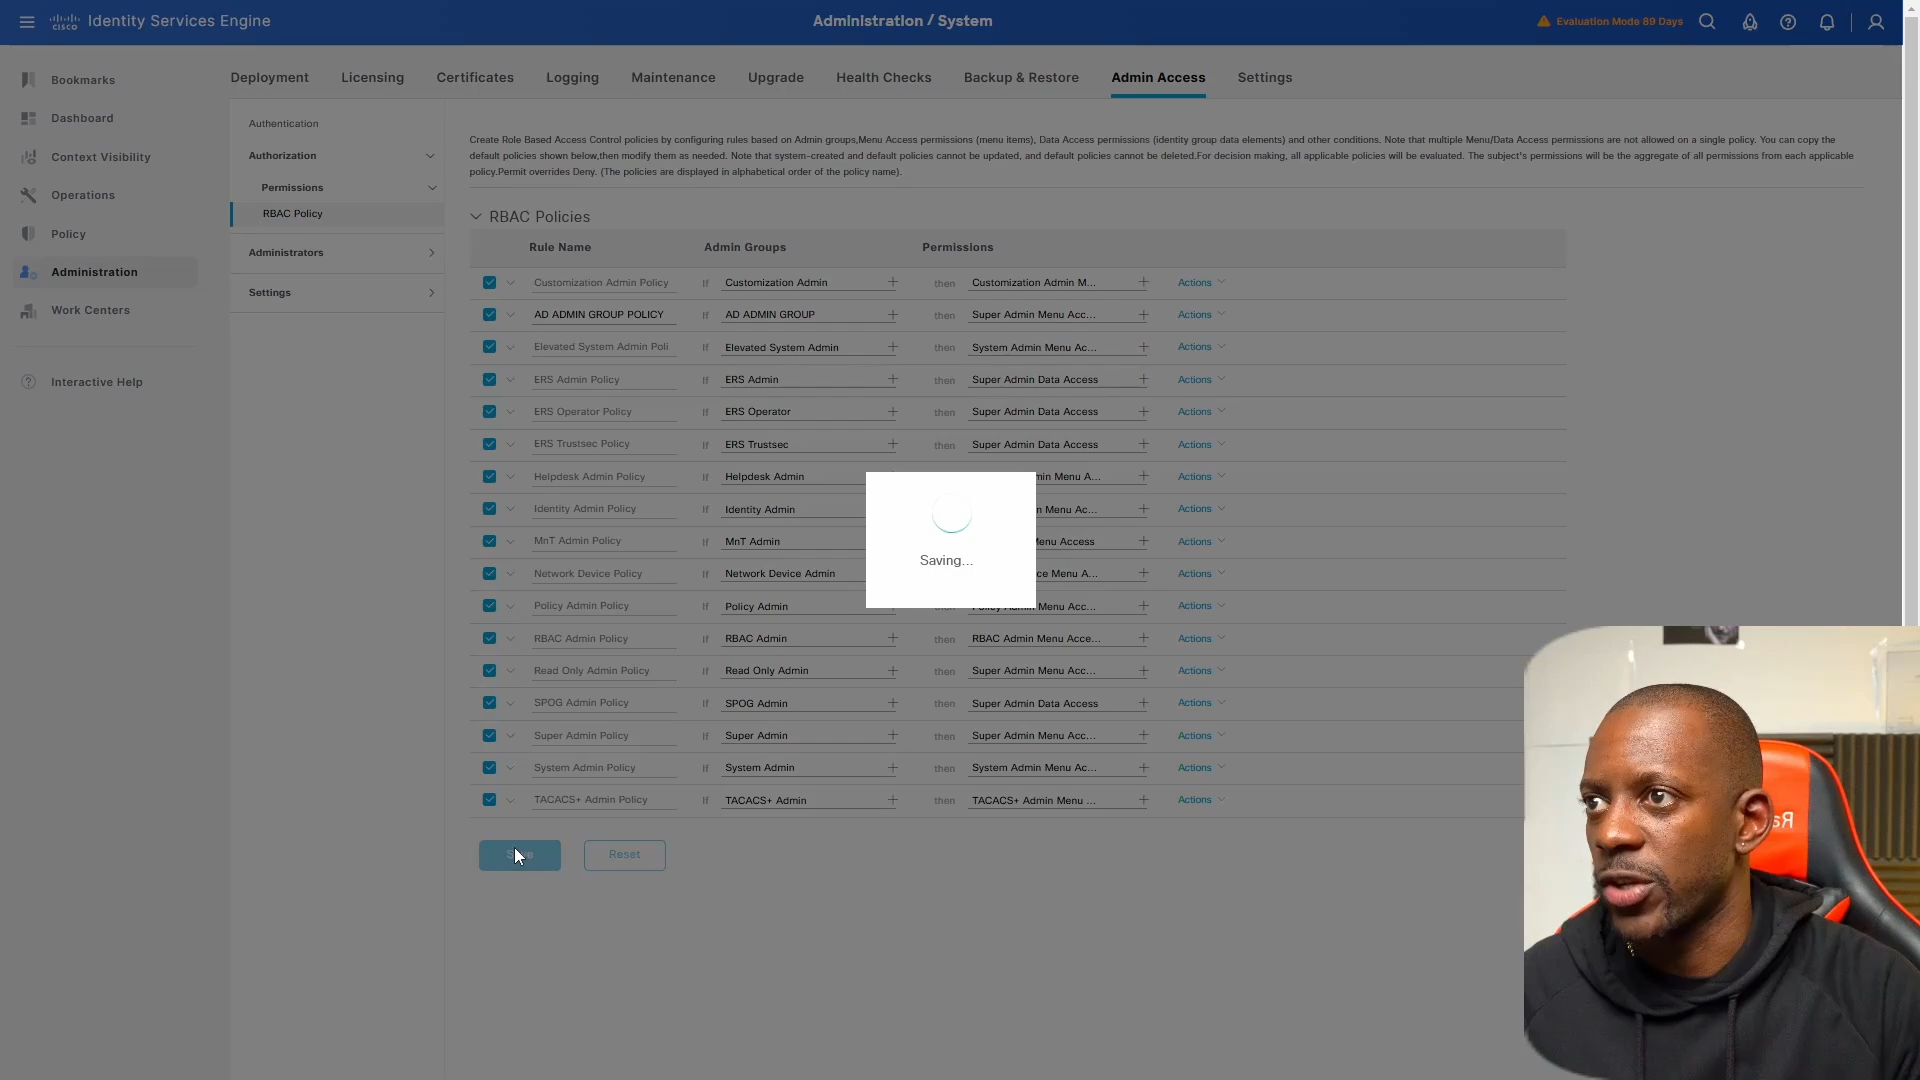 cisco Identity Services Engine
Administration / System
Evaluation Mode 89 Days
Bookmarks
Dashboard
Context Visibility
Operations
Policy
Administration
Work Centers
Interactive Help
Deployment Licensing Certificates Logging Maintenance Upgrade Health Checks Backup & Restore Admin Access Settings
Authentication
Authorization
Permissions
RBAC Policy
Administrators
Settings
Create Role Based Access Control policies by configuring rules based on Admin groups,Menu Access permissions (menu items), Data Access permissions (identity group data elements) and other conditions. Note that multiple Menu/Data Access permissions are not allowed on a single policy. You can copy the
default policies shown below,then modify them as needed. Note that system-created and default policies cannot be updated, and default policies cannot be deleted.For decision making, all applicable policies will be evaluated. The subject's permissions will be the aggregate of all permissions from each applicable
policy.Permit overrides Deny. (The policies are displayed in alphabetical order of the policy name).
RBAC Policies
Rule Name Admin Groups Permissions
Customization Admin Policy If Customization Admin + then Customization Admin M... + Actions
AD ADMIN GROUP POLICY If AD ADMIN GROUP + then Super Admin Menu Acc... + Actions
Elevated System Admin Poli If Elevated System Admin + then System Admin Menu Ac... + Actions
ERS Admin Policy If ERS Admin + then Super Admin Data Access + Actions
ERS Operator Policy If ERS Operator + then Super Admin Data Access + Actions
ERS Trustsec Policy If ERS Trustsec + then Super Admin Data Access + Actions
Helpdesk Admin Policy If Helpdesk Admin min Menu A... + Actions
Identity Admin Policy If Identity Admin n Menu Ac... + Actions
MnT Admin Policy If MnT Admin Menu Access + Actions
Network Device Policy If Network Device Admin ce Menu A... + Actions
Policy Admin Policy If Policy Admin then Policy Admin Menu Acc... + Actions
RBAC Admin Policy If RBAC Admin + then RBAC Admin Menu Acce... + Actions
Read Only Admin Policy If Read Only Admin + then Super Admin Menu Acc... + Actions
SPOG Admin Policy If SPOG Admin + then Super Admin Data Access + Actions
Super Admin Policy If Super Admin + then Super Admin Menu Acc... + Actions
System Admin Policy If System Admin + then System Admin Menu Ac... + Actions
TACACS+ Admin Policy If TACACS+ Admin + then TACACS+ Admin Menu ... + Actions
Saving...
Save Reset